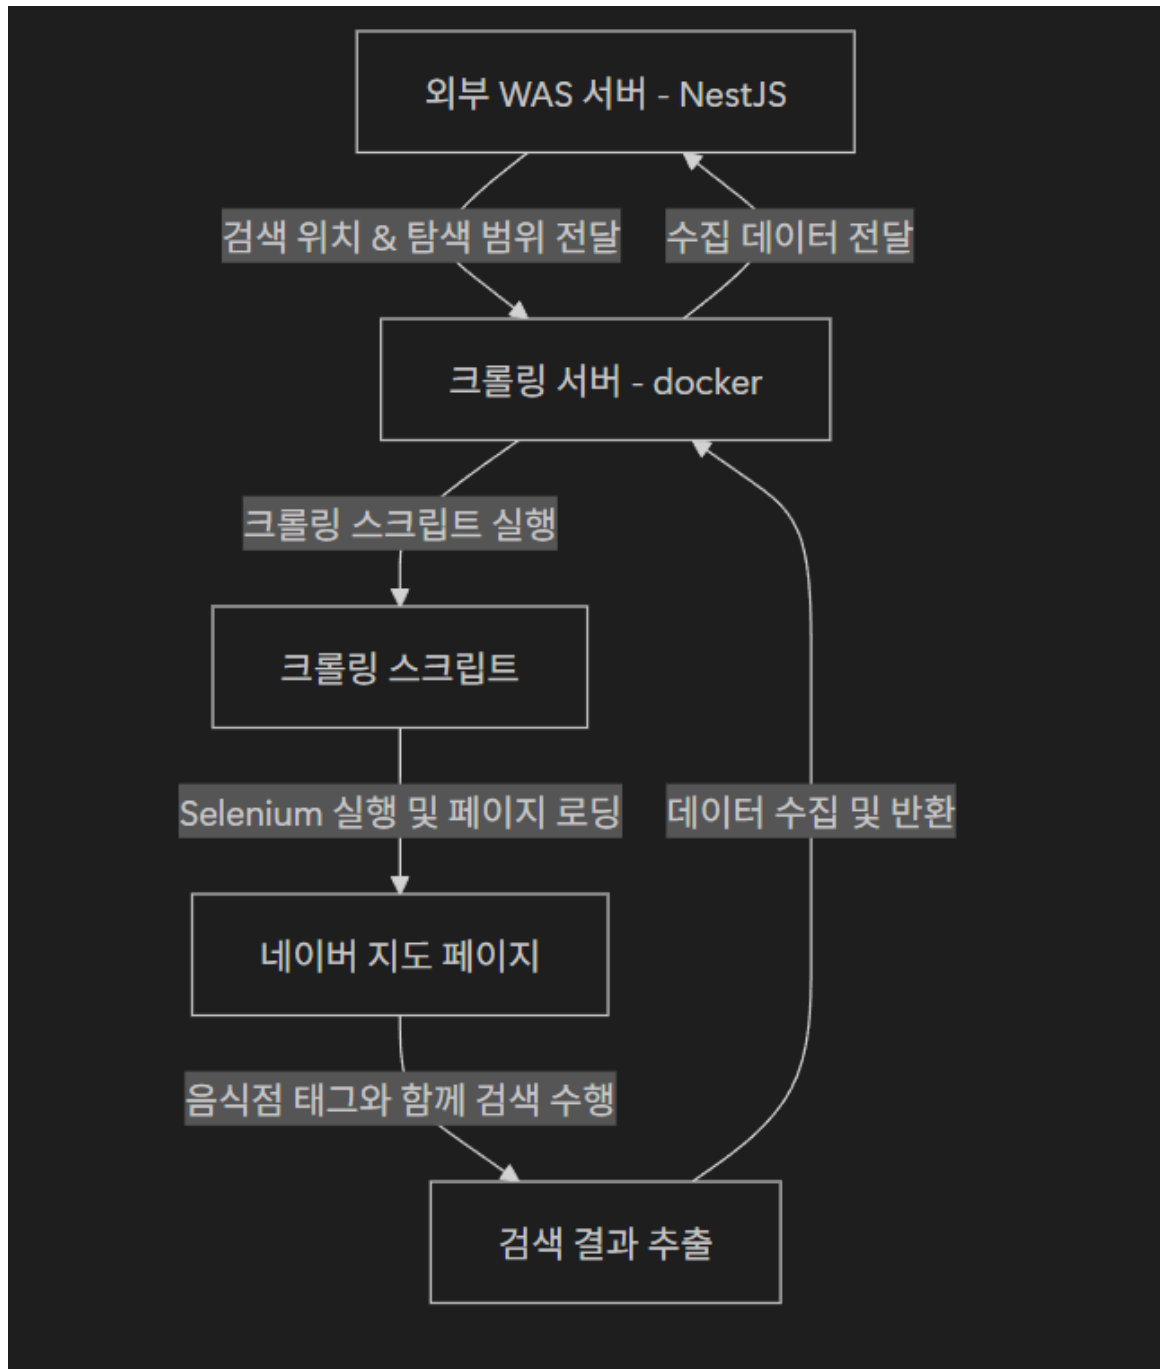 외부 WAS 서버 - NestJS
검색 위치 & 탐색 범위 전달
수집 데이터 전달
크롤링 서버 - docker
크롤링 스크립트 실행
크롤링 스크립트
Selenium 실행 및 페이지 로딩
데이터 수집 및 반환
네이버 지도 페이지
음식점 태그와 함께 검색 수행
검색 결과 추출